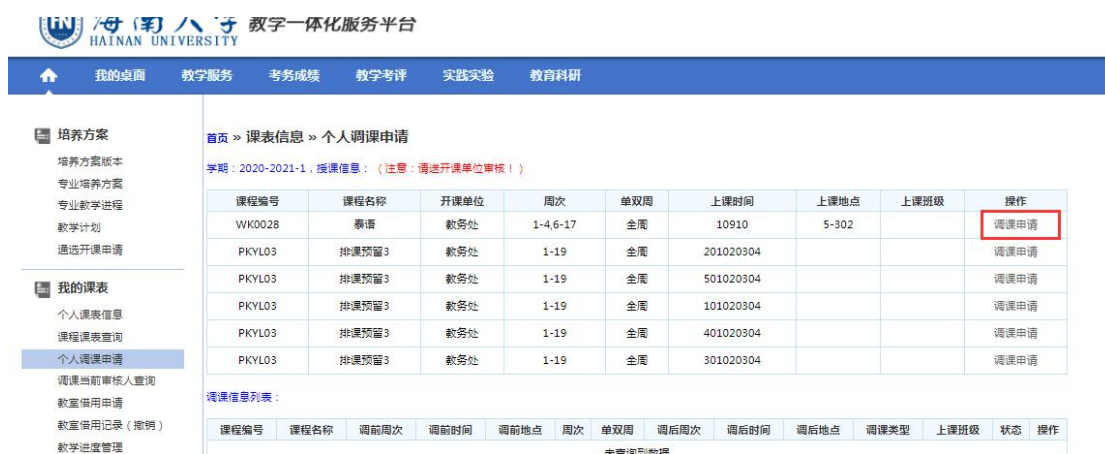 海南大学 教学一体化服务平台
HAINAN UNIVERSITY
我的桌面 教学服务 考务成绩 教学考评 实践实验 教育科研
培养方案
培养方案版本
专业培养方案
专业教学进程
教学计划
通选开课申请
我的课表
个人课表信息
课程课表查询
个人调课申请
调课当前审核人查询
教室借用申请
教室借用记录（撤销）
教学进度管理
首页 » 课表信息 » 个人调课申请
学期：2020-2021-1，授课信息：（注意：请送开课单位审核！）
课程编号 课程名称 开课单位 周次 单双周 上课时间 上课地点 上课班级 操作
WK0028 泰语 教务处 1-4,6-17 全周 10910 5-302 调课申请
PKYL03 排课预留3 教务处 1-19 全周 201020304 调课申请
PKYL03 排课预留3 教务处 1-19 全周 501020304 调课申请
PKYL03 排课预留3 教务处 1-19 全周 101020304 调课申请
PKYL03 排课预留3 教务处 1-19 全周 401020304 调课申请
PKYL03 排课预留3 教务处 1-19 全周 301020304 调课申请
调课信息列表：
课程编号 课程名称 调前周次 调前时间 调前地点 周次 单双周 调后周次 调后时间 调后地点 调课类型 上课班级 状态 操作
未查询到数据